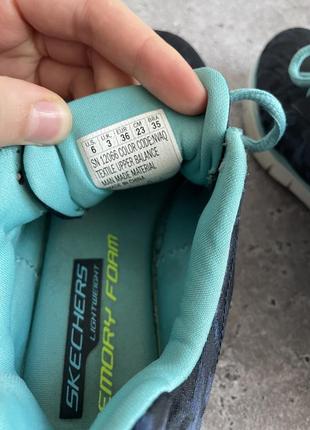 U.S. U.K. EUR CM BRA
6 3 36 23 35
SN 12066 COLOR CODE:NVAQ
TEXTILE UPPER BALANCE
MAN MADE MATERIAL
IN CHINA
SKECHERS
LIGHTWEIGHT
MEMORY FOAM